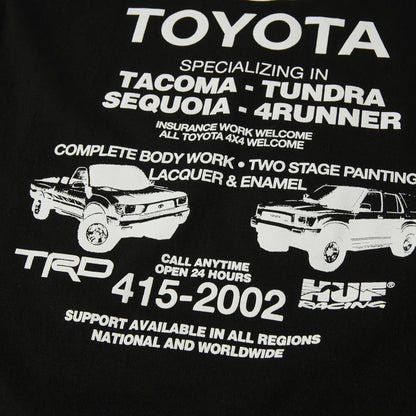 TOYOTA
SPECIALIZING IN
TACOMA - TUNDRA
SEQUOIA - 4RUNNER
INSURANCE WORK WELCOME
ALL TOYOTA 4X4 WELCOME
COMPLETE BODY WORK • TWO STAGE PAINTING
LACQUER & ENAMEL
CALL ANYTIME
OPEN 24 HOURS
TRD
415-2002
HUF®
RACING
SUPPORT AVAILABLE IN ALL REGIONS
NATIONAL AND WORLDWIDE